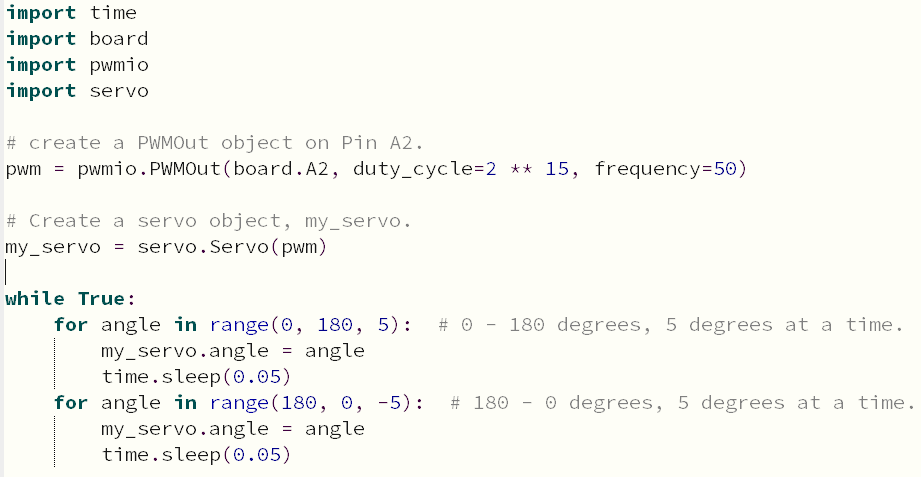 import time
import board
import pwmio
import servo

# create a PWMOut object on Pin A2.
pwm = pwmio.PWMOut(board.A2, duty_cycle=2 ** 15, frequency=50)

# Create a servo object, my_servo.
my_servo = servo.Servo(pwm)

while True:
    for angle in range(0, 180, 5):  # 0 - 180 degrees, 5 degrees at a time.
        my_servo.angle = angle
        time.sleep(0.05)
    for angle in range(180, 0, -5):  # 180 - 0 degrees, 5 degrees at a time.
        my_servo.angle = angle
        time.sleep(0.05)